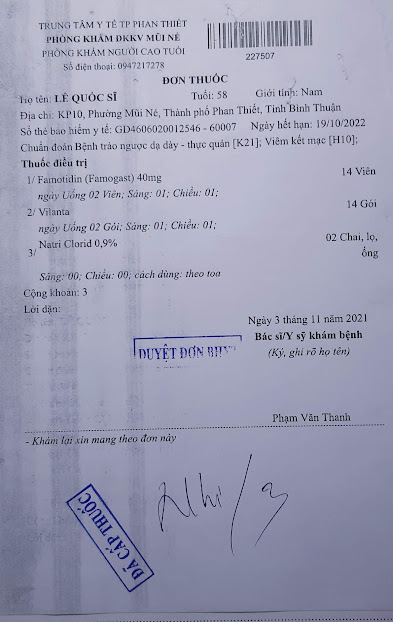 TRUNG TÂM Y TẾ TP PHAN THIẾT
PHÒNG KHÁM ĐKKV MŨI NÉ
PHÒNG KHÁM NGƯỜI CAO TUỔI
Số điện thoại: 0947217278
227507
ĐƠN THUỐC
Họ tên: LÊ QUỐC SĨ Tuổi: 58 Giới tính: Nam
Địa chỉ: KP10, Phường Mũi Né, Thành phố Phan Thiết, Tỉnh Bình Thuận
Số thẻ bảo hiểm y tế: GD4606020012546 - 60007 Ngày hết hạn: 19/10/2022
Chuẩn đoán Bệnh trào ngược dạ dày - thực quản [K21]; Viêm kết mạc [H10];
Thuốc điều trị
1/ Famotidin (Famogast) 40mg 14 Viên
ngày Uống 02 Viên; Sáng: 01; Chiều: 01;
2/ Vilanta 14 Gói
ngày Uống 02 Gói; Sáng: 01; Chiều: 01;
3/ Natri Clorid 0,9% 02 Chai, lọ, ống
Sáng: 00; Chiều: 00; cách dùng: theo toa
Cộng khoản: 3
Lời dặn:
Ngày 3 tháng 11 năm 2021
Bác sĩ/Y sỹ khám bệnh
(Ký, ghi rõ họ tên)
DUYỆT ĐƠN BHYT
Phạm Văn Thanh
- Khám lại xin mang theo đơn này
ĐÃ CẤP THUỐC